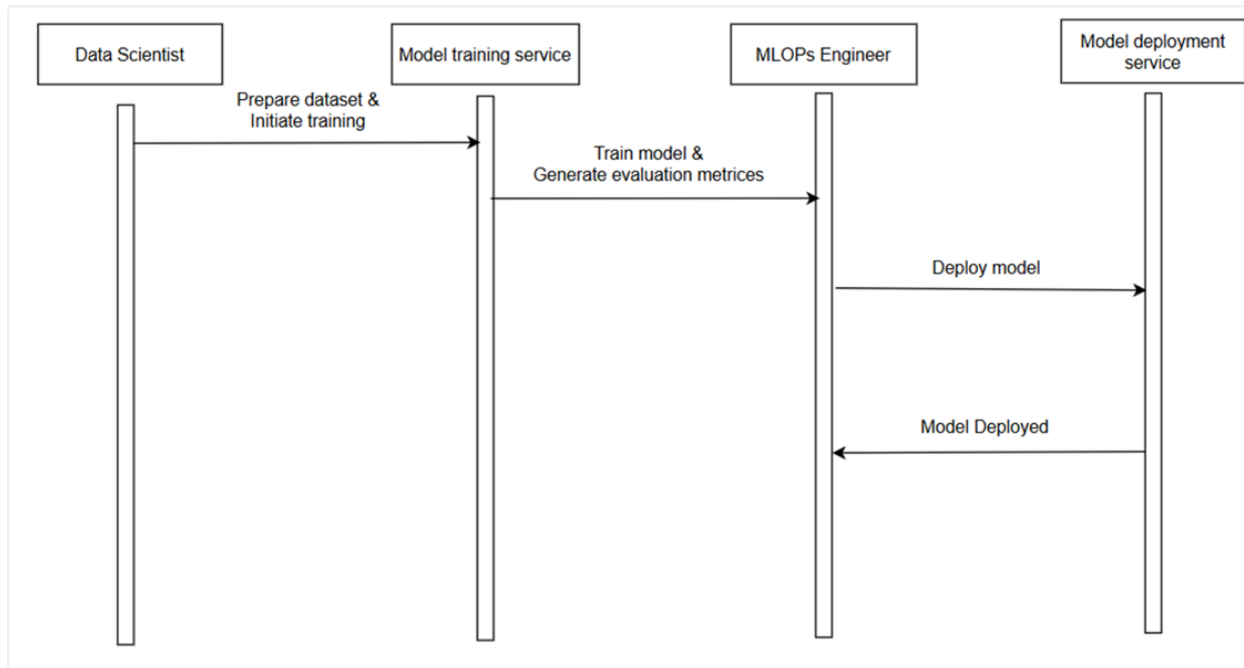 Data Scientist
Model training service
MLOPs Engineer
Model deployment
service
Prepare dataset &
Initiate training
Train model &
Generate evaluation metrices
Deploy model
Model Deployed